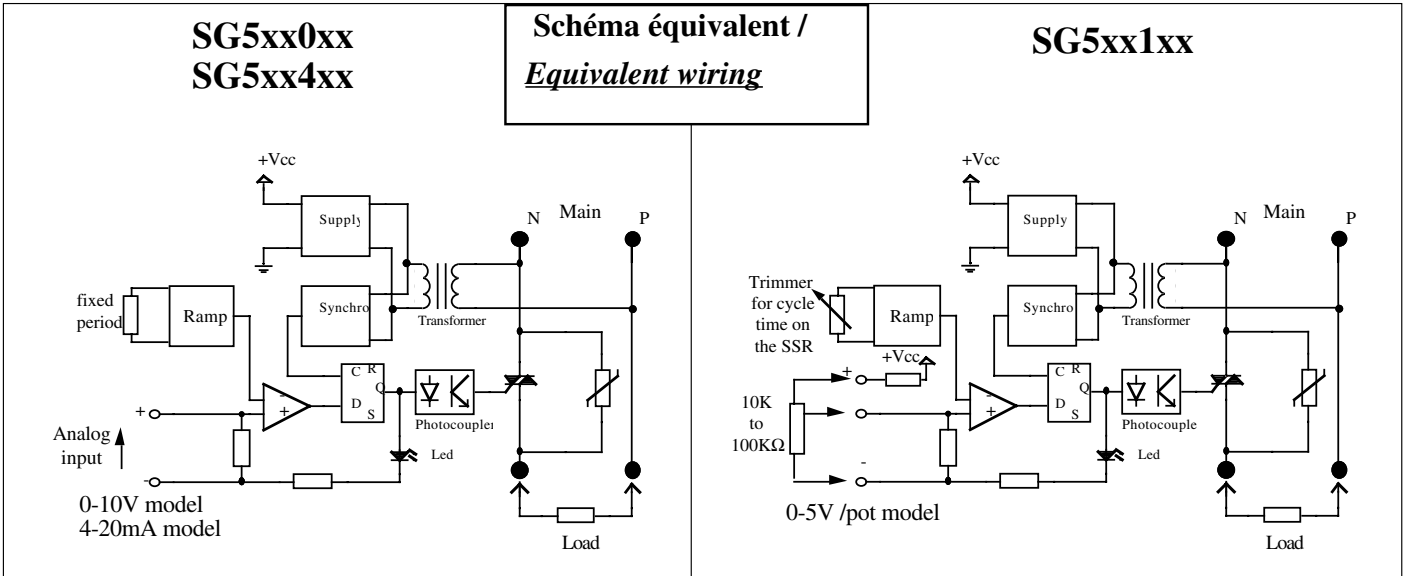 SG5xx0xx
SG5xx4xx
Schéma équivalent /
Equivalent wiring
SG5xx1xx
+Vcc
Supply
N
Main
P
fixed
period
Ramp
Synchro
Transformer
-
+
C
R
Q
D
S
Photocoupler
Led
+
Analog
input
-
0-10V model
4-20mA model
Load
+Vcc
Supply
N
Main
P
Trimmer
for cycle
time on
the SSR
Ramp
Synchro
Transformer
+Vcc
+
-
+
C
R
Q
D
S
Photocouple
Led
10K
to
100KΩ
-
0-5V /pot model
Load